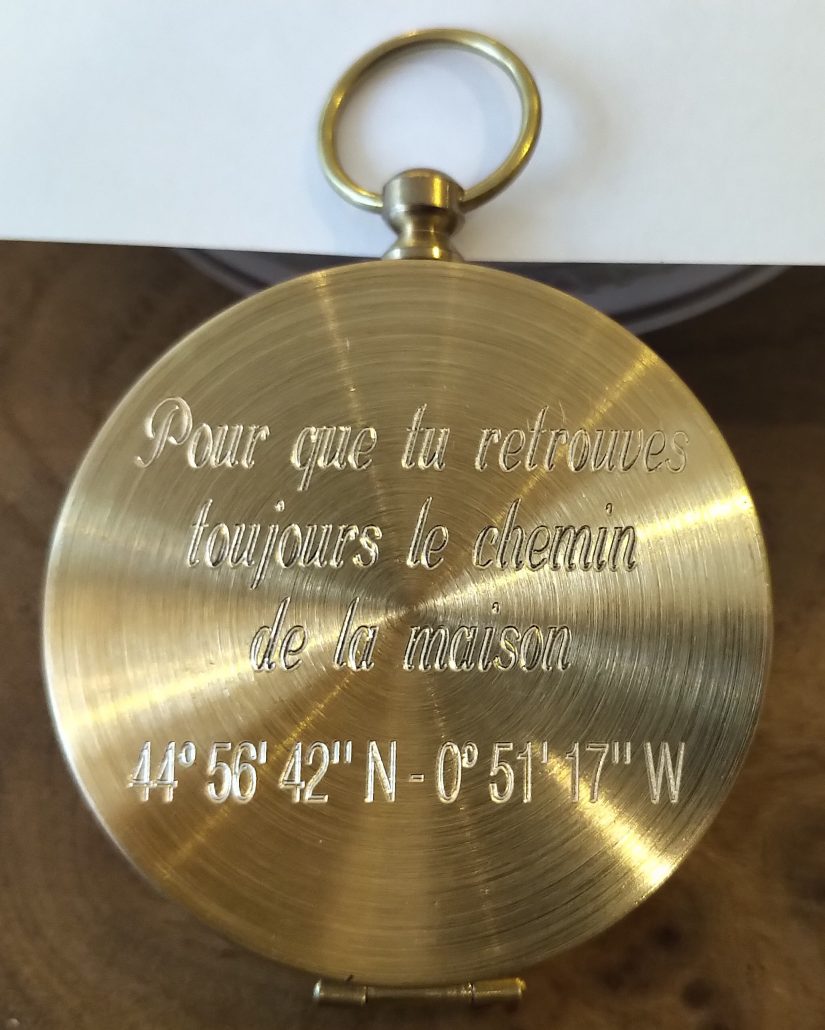 Pour que tu retrouves
toujours le chemin
de la maison
44° 56' 42" N - 0° 51' 17" W